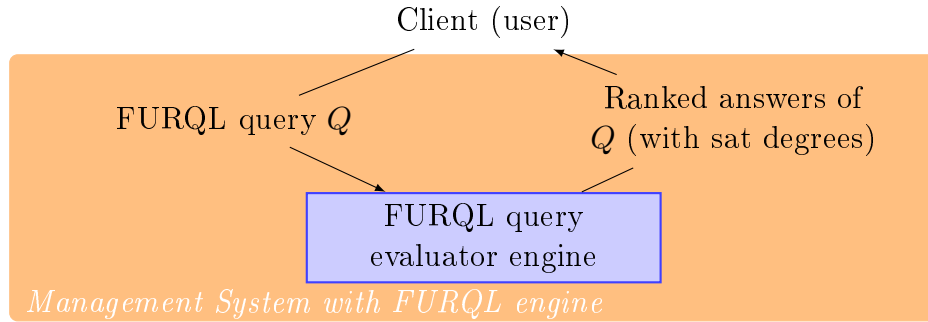 Client (user)
FURQL query Q
Ranked answers of
Q (with sat degrees)
FURQL query
evaluator engine
Management System with FURQL engine